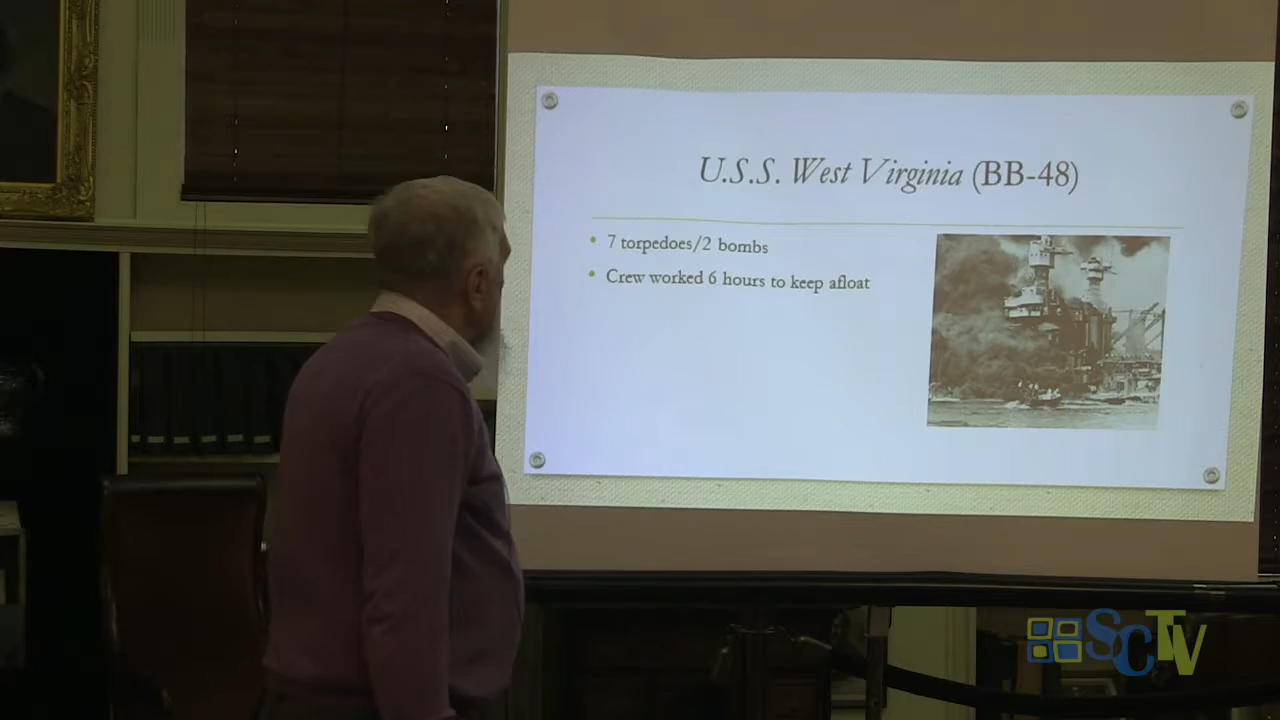 U.S.S. West Virginia (BB-48)
• 7 torpedoes/2 bombs
• Crew worked 6 hours to keep afloat
SCTV